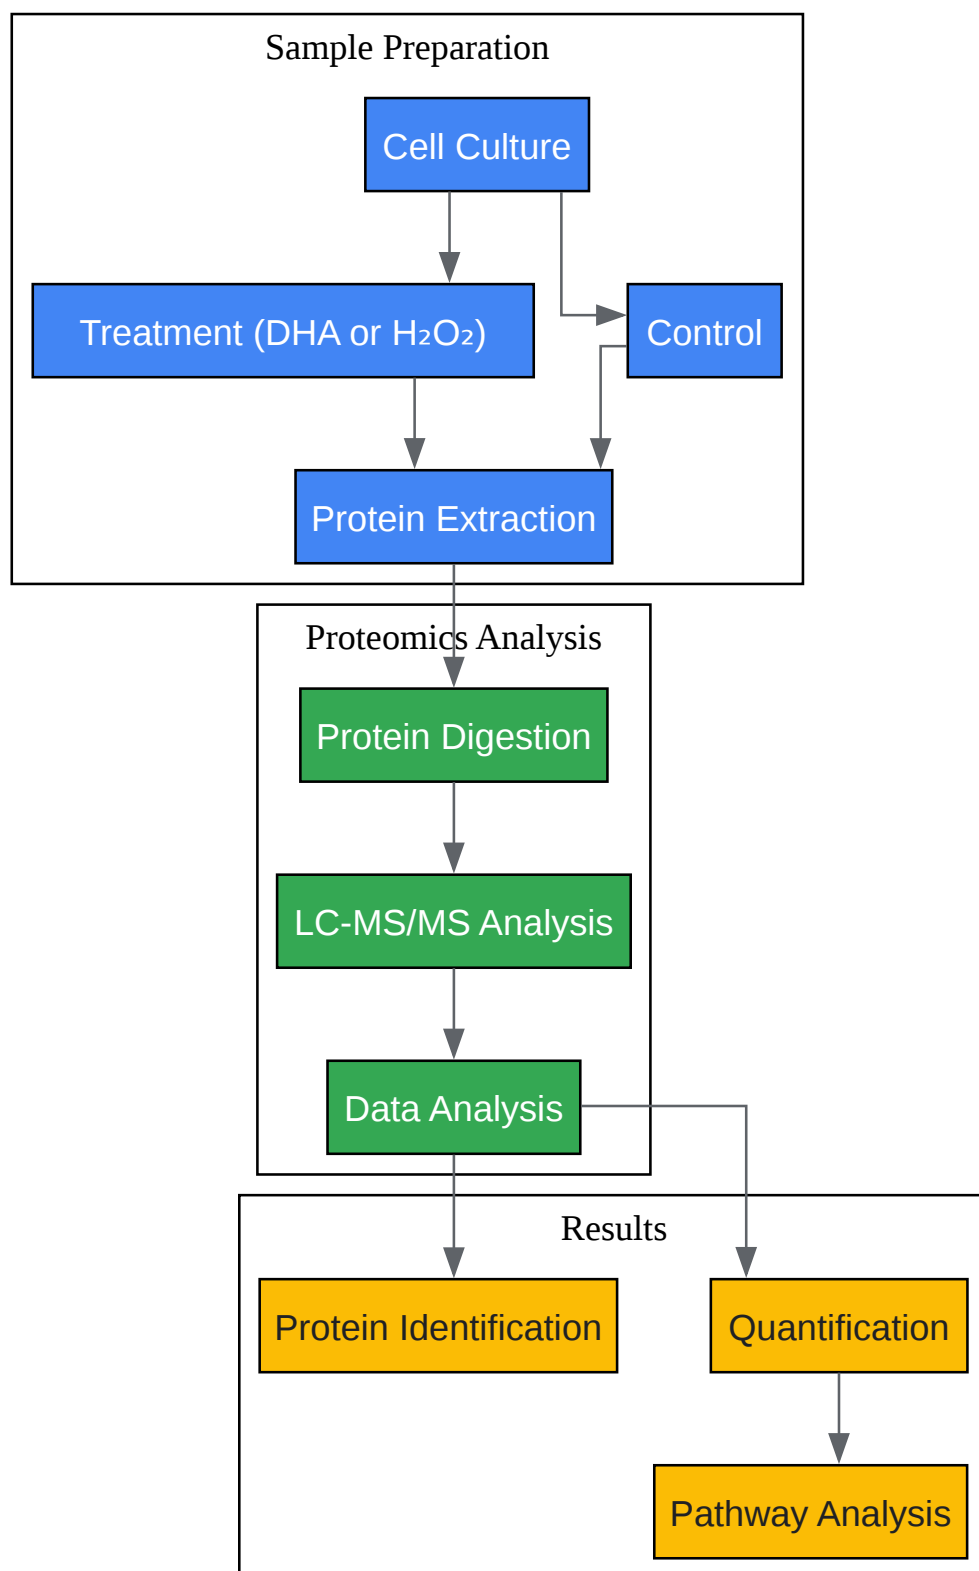 Sample Preparation
Cell Culture
Treatment (DHA or H₂O₂)
Control
Protein Extraction
Proteomics Analysis
Protein Digestion
LC-MS/MS Analysis
Data Analysis
Results
Protein Identification
Quantification
Pathway Analysis